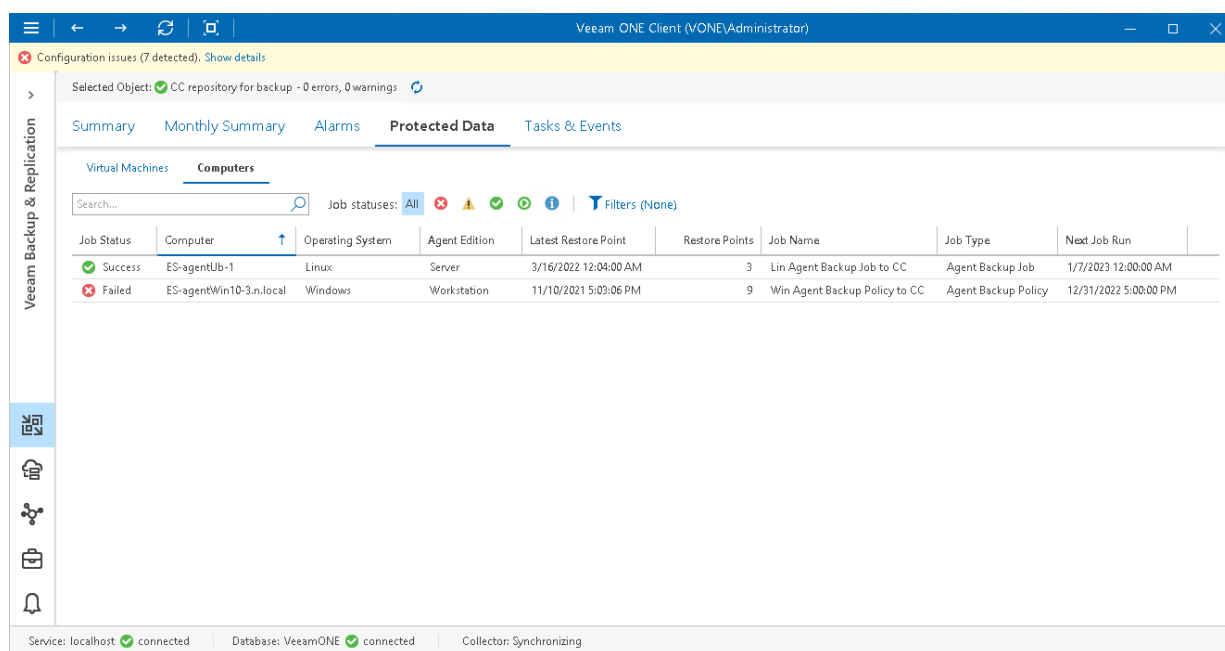 Veeam ONE Client (VONE\Administrator)
Configuration issues (7 detected). Show details
Selected Object: CC repository for backup - 0 errors, 0 warnings
Veeam Backup & Replication
Summary Monthly Summary Alarms Protected Data Tasks & Events
Virtual Machines Computers
Search... Job statuses: All Filters (None)
Job Status Computer Operating System Agent Edition Latest Restore Point Restore Points Job Name Job Type Next Job Run
Success ES-agentUb-1 Linux Server 3/16/2022 12:04:00 AM 3 Lin Agent Backup Job to CC Agent Backup Job 1/7/2023 12:00:00 AM
Failed ES-agentWin10-3.n.local Windows Workstation 11/10/2021 5:03:06 PM 9 Win Agent Backup Policy to CC Agent Backup Policy 12/31/2022 5:00:00 PM
Service: localhost connected Database: VeeamONE connected Collector: Synchronizing